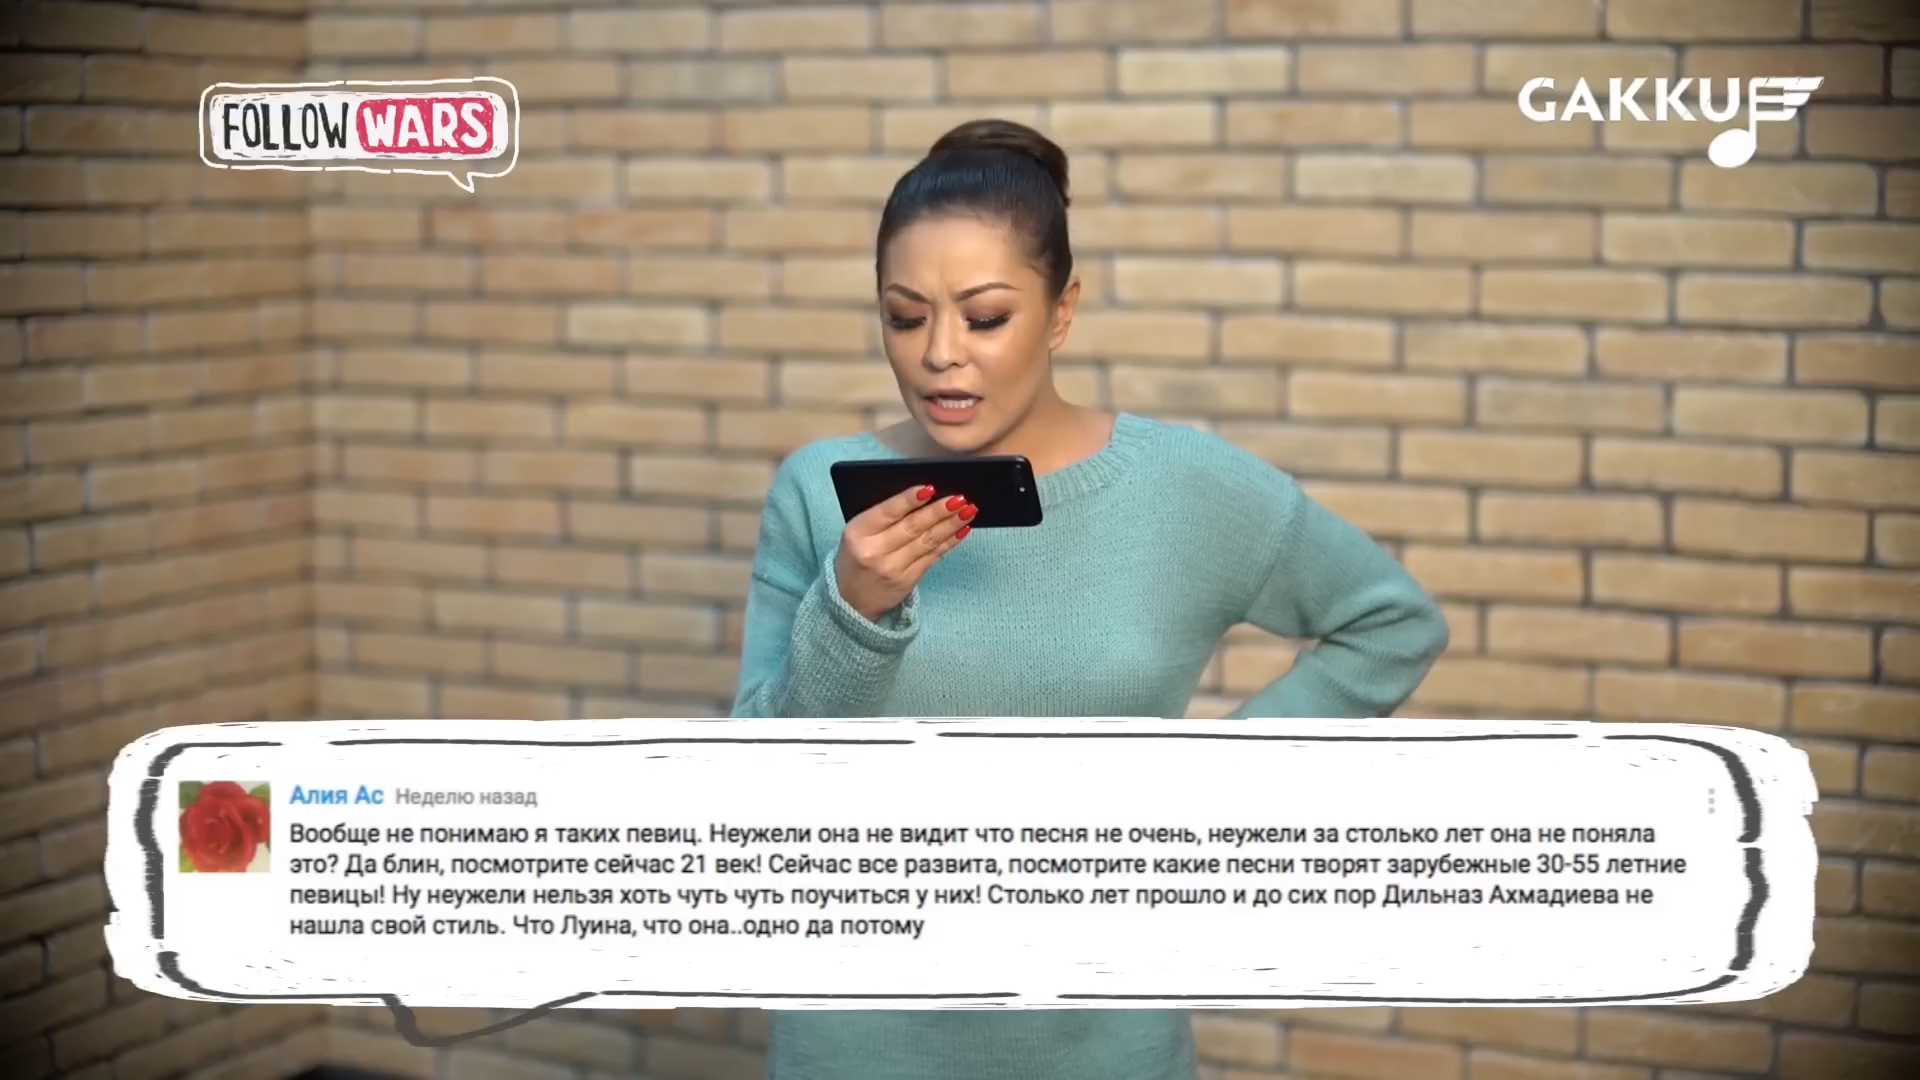 FOLLOW WARS
GAKKU
Алия Ас Неделю назад
Вообще не понимаю я таких певиц. Неужели она не видит что песня не очень, неужели за столько лет она не поняла
это? Да блин, посмотрите сейчас 21 век! Сейчас все развита, посмотрите какие песни творят зарубежные 30-55 летние
певицы! Ну неужели нельзя хоть чуть чуть поучиться у них! Столько лет прошло и до сих пор Дильназ Ахмадиева не
нашла свой стиль. Что Луина, что она..одно да потому